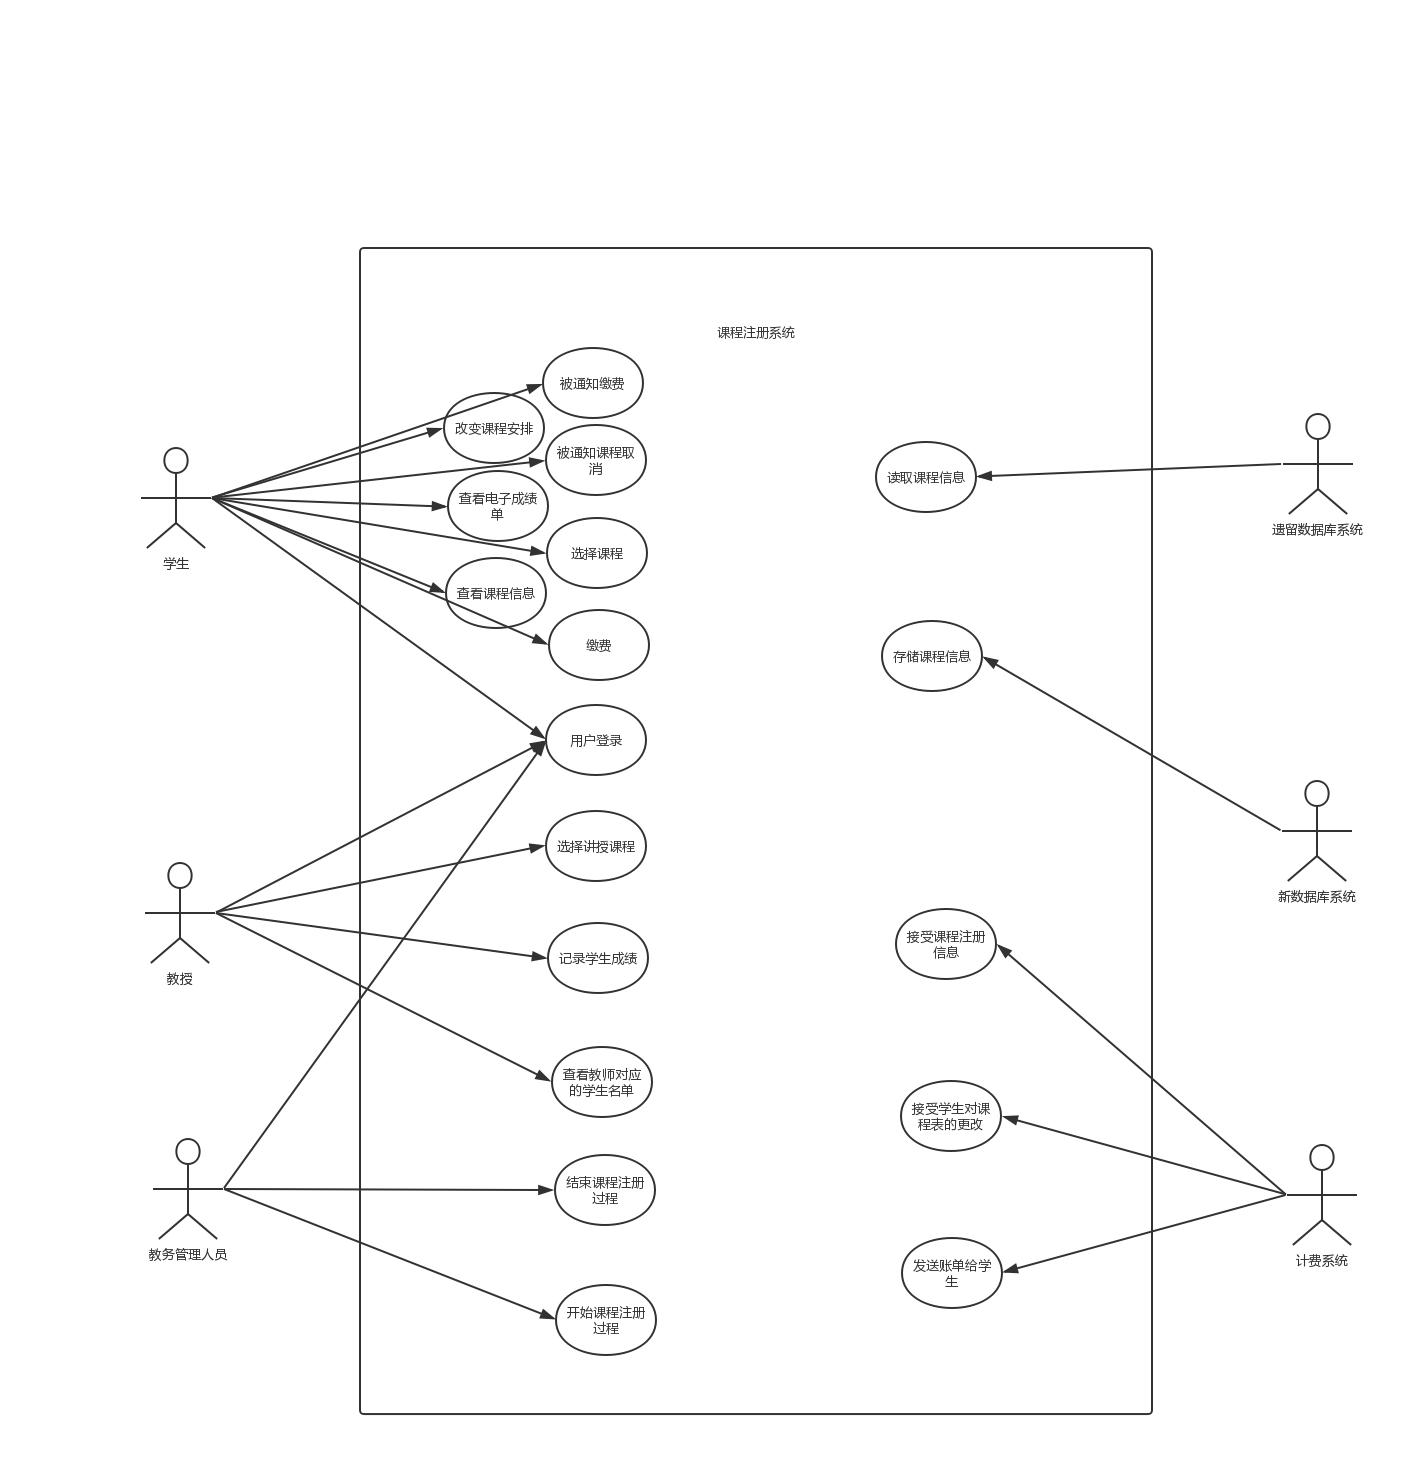 课程注册系统
被通知缴费
改变课程安排
被通知课程取
消
查看电子成绩
单
选择课程
查看课程信息
缴费
用户登录
选择讲授课程
记录学生成绩
查看教师对应
的学生名单
结束课程注册
过程
开始课程注册
过程
读取课程信息
存储课程信息
接受课程注册
信息
接受学生对课
程表的更改
发送账单给学
生
学生
教授
教务管理人员
遗留数据库系统
新数据库系统
计费系统